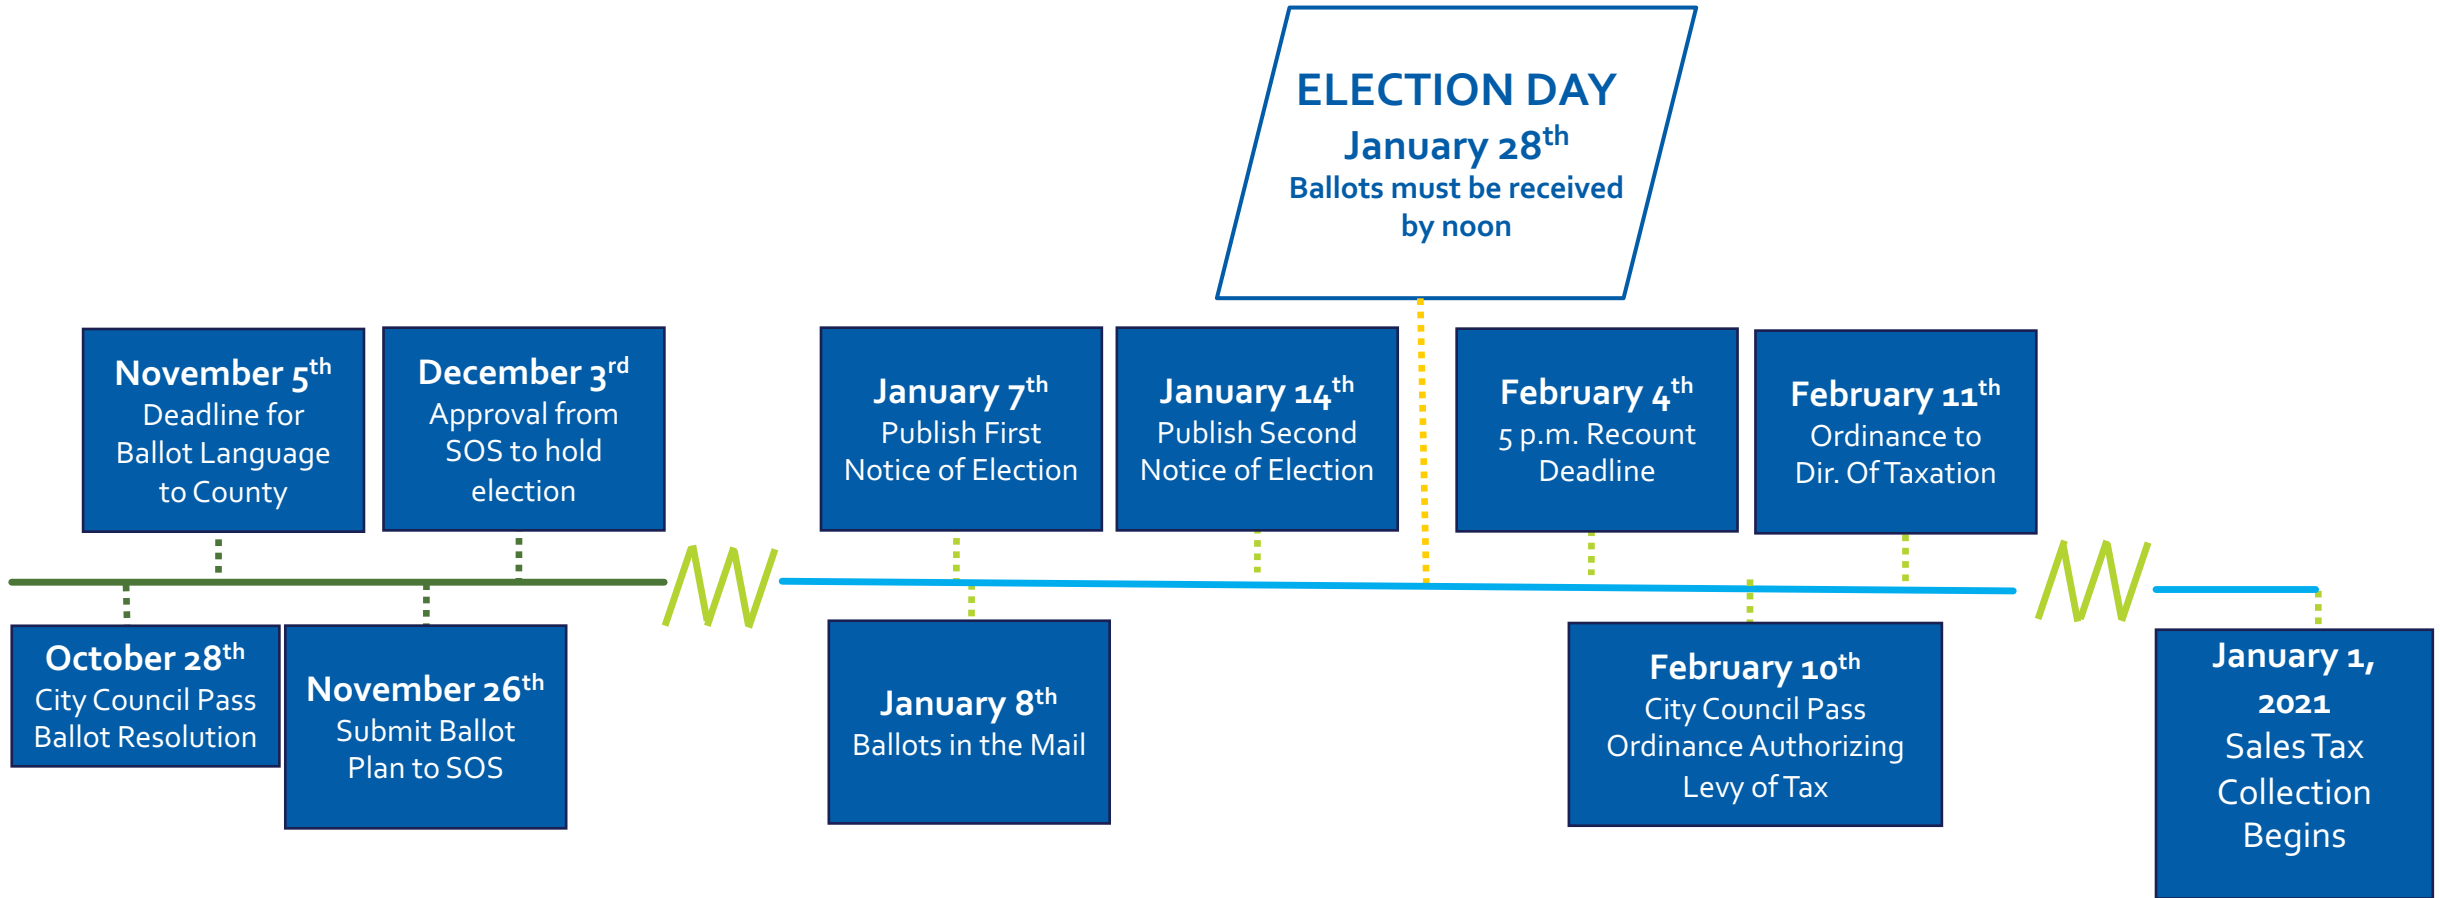 ELECTION DAY
January 28th
Ballots must be received
by noon
November 5th
Deadline for
Ballot Language
to County
December 3rd
Approval from
SOS to hold
election
January 7th
Publish First
Notice of Election
January 14th
Publish Second
Notice of Election
February 4th
5 p.m. Recount
Deadline
February 11th
Ordinance to
Dir. Of Taxation
October 28th
City Council Pass
Ballot Resolution
November 26th
Submit Ballot
Plan to SOS
January 8th
Ballots in the Mail
February 10th
City Council Pass
Ordinance Authorizing
Levy of Tax
January 1,
2021
Sales Tax
Collection
Begins